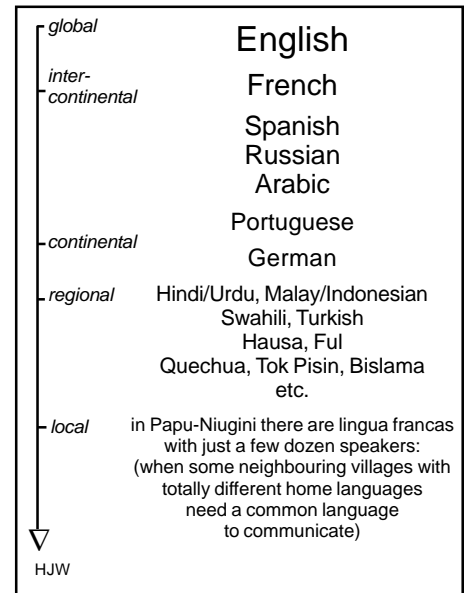 global
English
inter-
continental
French
Spanish
Russian
Arabic
Portuguese
continental
German
regional
Hindi/Urdu, Malay/Indonesian
Swahili, Turkish
Hausa, Ful
Quechua, Tok Pisin, Bislama
etc.
local
in Papu-Niugini there are lingua francas
with just a few dozen speakers:
(when some neighbouring villages with
totally different home languages
need a common language
to communicate)
HJW